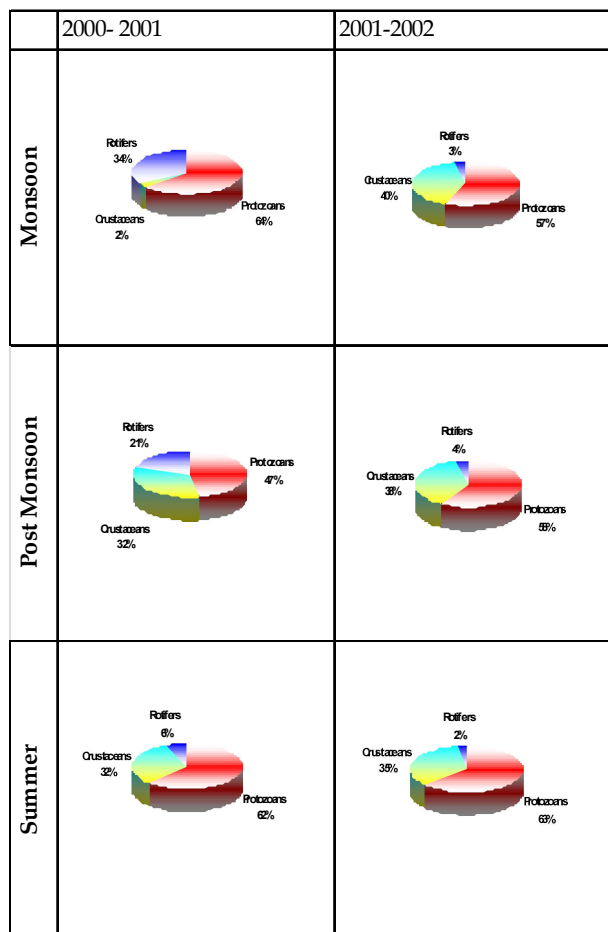 2000- 2001
2001-2002
Monsoon
Rotifers
34%
Crustaceans
2%
Protozoans
64%
Rotifers
3%
Crustaceans
40%
Protozoans
57%
Post Monsoon
Rotifers
21%
Protozoans
47%
Crustaceans
32%
Rotifers
4%
Crustaceans
38%
Protozoans
58%
Summer
Rotifers
6%
Crustaceans
32%
Protozoans
62%
Rotifers
2%
Crustaceans
35%
Protozoans
63%